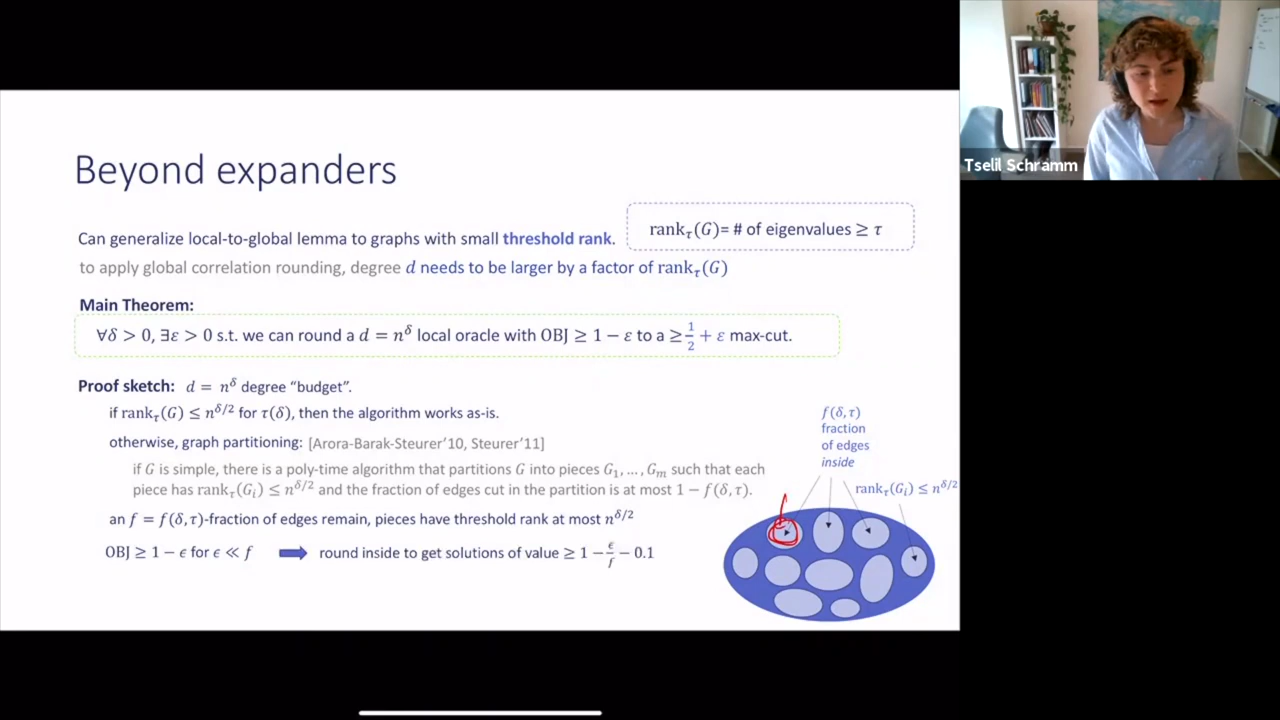 Beyond expanders
Can generalize local-to-global lemma to graphs with small threshold rank.
rank_τ(G)= # of eigenvalues ≥ τ
to apply global correlation rounding, degree d needs to be larger by a factor of rank_τ(G)
Main Theorem:
∀δ > 0, ∃ε > 0 s.t. we can round a d = n^δ local oracle with OBJ ≥ 1 − ε to a ≥ 1/2 + ε max-cut.
Proof sketch: d = n^δ degree “budget”.
if rank_τ(G) ≤ n^{δ/2} for τ(δ), then the algorithm works as-is.
otherwise, graph partitioning: [Arora-Barak-Steurer’10, Steurer’11]
if G is simple, there is a poly-time algorithm that partitions G into pieces G_1, … , G_m such that each
piece has rank_τ(G_i) ≤ n^{δ/2} and the fraction of edges cut in the partition is at most 1 − f(δ, τ).
an f = f(δ, τ)-fraction of edges remain, pieces have threshold rank at most n^{δ/2}
OBJ ≥ 1 − ϵ for ϵ ≪ f
round inside to get solutions of value ≥ 1 − ϵ/f − 0.1
f(δ, τ)
fraction
of edges
inside
rank_τ(G_i) ≤ n^{δ/2}
Tselil Schramm